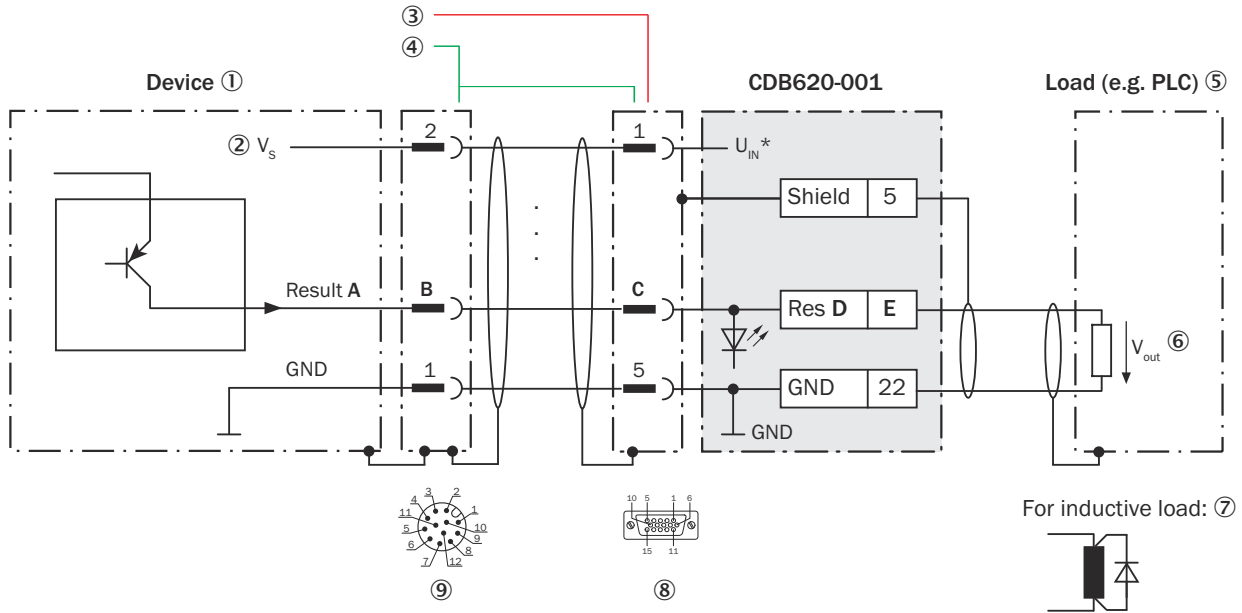 ③
④
Device ①
CDB620-001
Load (e.g. PLC) ⑤
② VS
2
1
UIN*
Shield 5
Result A
B
C
Res D E
Vout ⑥
GND
1
5
GND 22
GND
3 2
4 1
11 10
5 9
6 8
7 12
10 5 1 6
15 11
For inductive load: ⑦
⑨
⑧